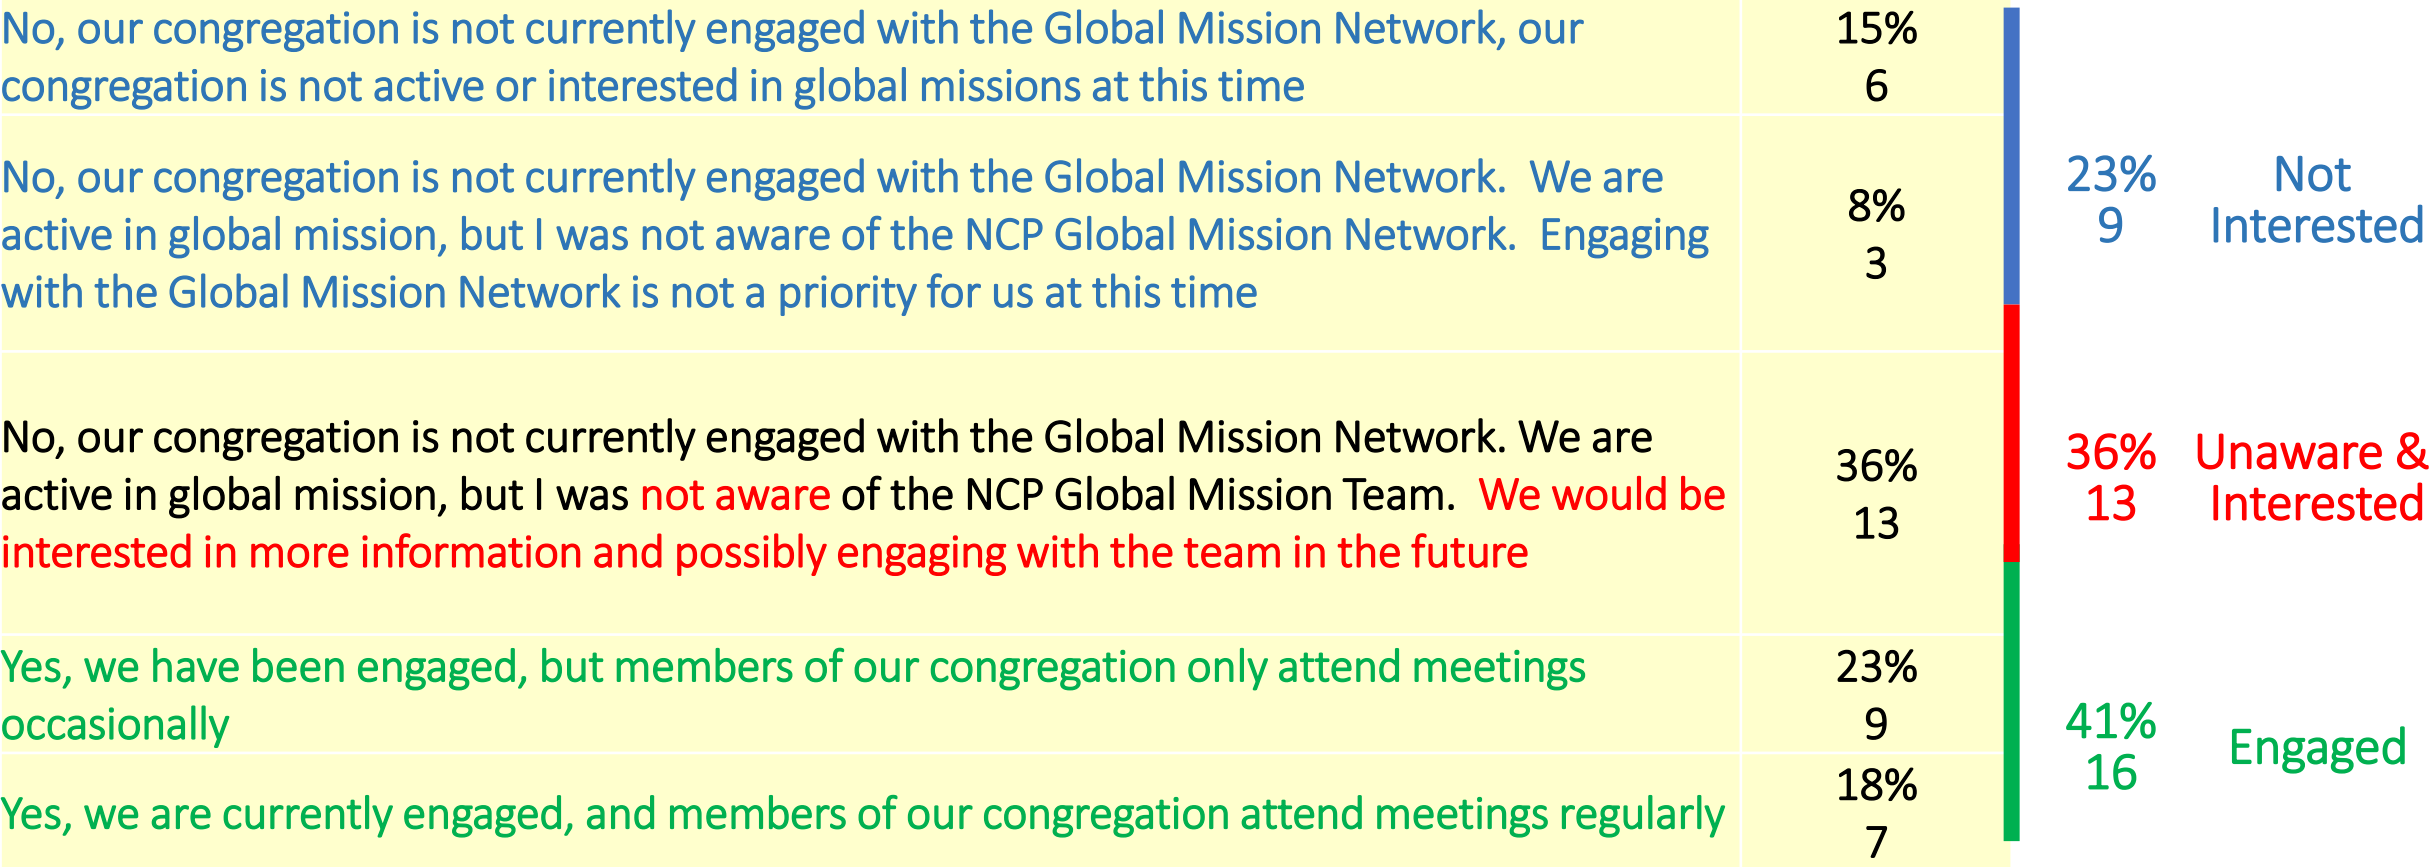 No, our congregation is not currently engaged with the Global Mission Network, our
congregation is not active or interested in global missions at this time
15%
6
No, our congregation is not currently engaged with the Global Mission Network.  We are
active in global mission, but I was not aware of the NCP Global Mission Network.  Engaging
with the Global Mission Network is not a priority for us at this time
8%
3
23%
9
Not
Interested
No, our congregation is not currently engaged with the Global Mission Network. We are
active in global mission, but I was not aware of the NCP Global Mission Team.  We would be
interested in more information and possibly engaging with the team in the future
36%
13
36%
13
Unaware &
Interested
Yes, we have been engaged, but members of our congregation only attend meetings
occasionally
23%
9
Yes, we are currently engaged, and members of our congregation attend meetings regularly
18%
7
41%
16
Engaged